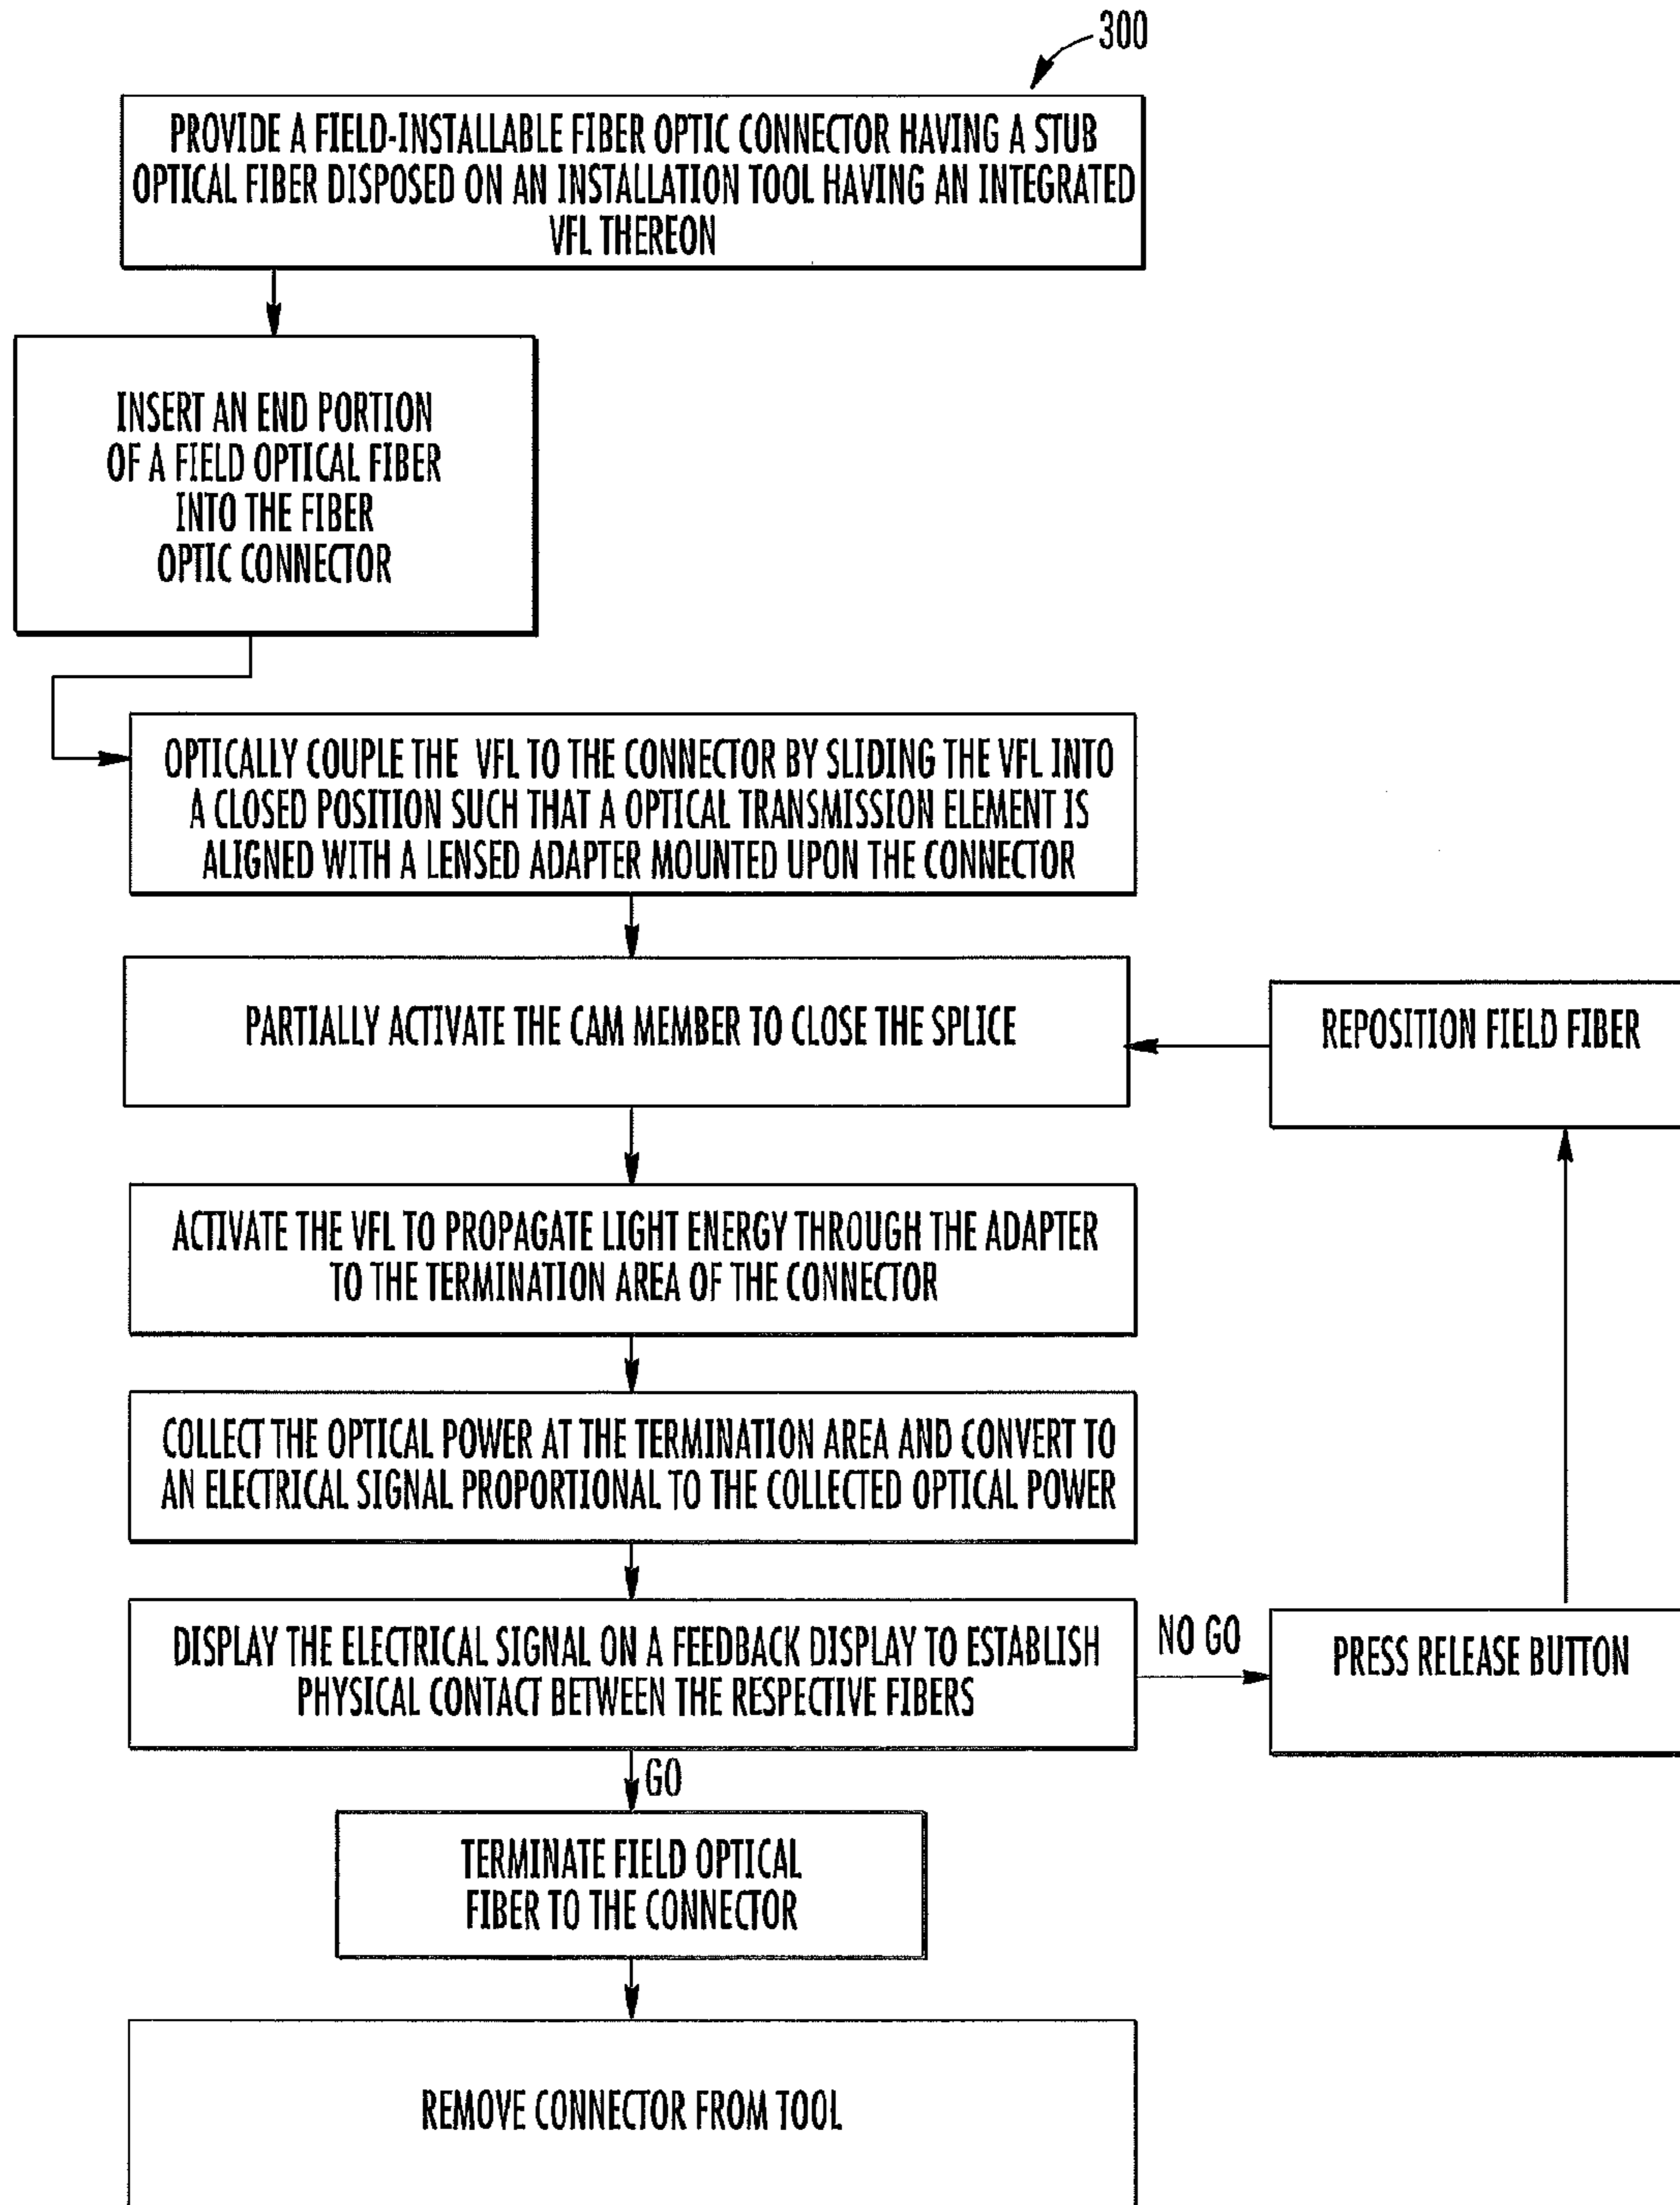 300
PROVIDE A FIELD-INSTALLABLE FIBER OPTIC CONNECTOR HAVING A STUB
OPTICAL FIBER DISPOSED ON AN INSTALLATION TOOL HAVING AN INTEGRATED
VFL THEREON
INSERT AN END PORTION
OF A FIELD OPTICAL FIBER
INTO THE FIBER
OPTIC CONNECTOR
OPTICALLY COUPLE THE VFL TO THE CONNECTOR BY SLIDING THE VFL INTO
A CLOSED POSITION SUCH THAT A OPTICAL TRANSMISSION ELEMENT IS
ALIGNED WITH A LENSED ADAPTER MOUNTED UPON THE CONNECTOR
PARTIALLY ACTIVATE THE CAM MEMBER TO CLOSE THE SPLICE
REPOSITION FIELD FIBER
ACTIVATE THE VFL TO PROPAGATE LIGHT ENERGY THROUGH THE ADAPTER
TO THE TERMINATION AREA OF THE CONNECTOR
COLLECT THE OPTICAL POWER AT THE TERMINATION AREA AND CONVERT TO
AN ELECTRICAL SIGNAL PROPORTIONAL TO THE COLLECTED OPTICAL POWER
DISPLAY THE ELECTRICAL SIGNAL ON A FEEDBACK DISPLAY TO ESTABLISH
PHYSICAL CONTACT BETWEEN THE RESPECTIVE FIBERS
NO GO
PRESS RELEASE BUTTON
GO
TERMINATE FIELD OPTICAL
FIBER TO THE CONNECTOR
REMOVE CONNECTOR FROM TOOL